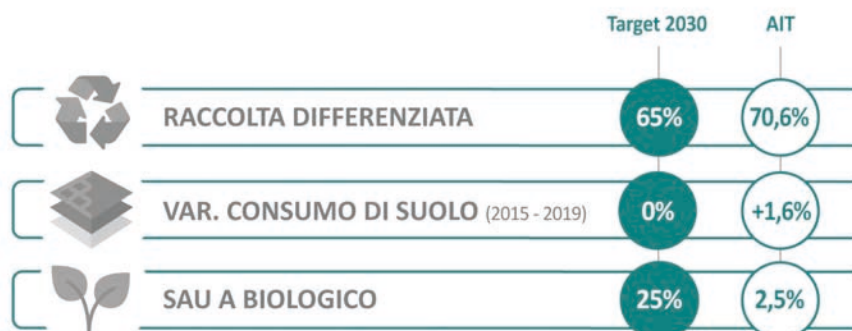 Target 2030 AIT
RACCOLTA DIFFERENZIATA 65% 70,6%
VAR. CONSUMO DI SUOLO (2015 - 2019) 0% +1,6%
SAU A BIOLOGICO 25% 2,5%